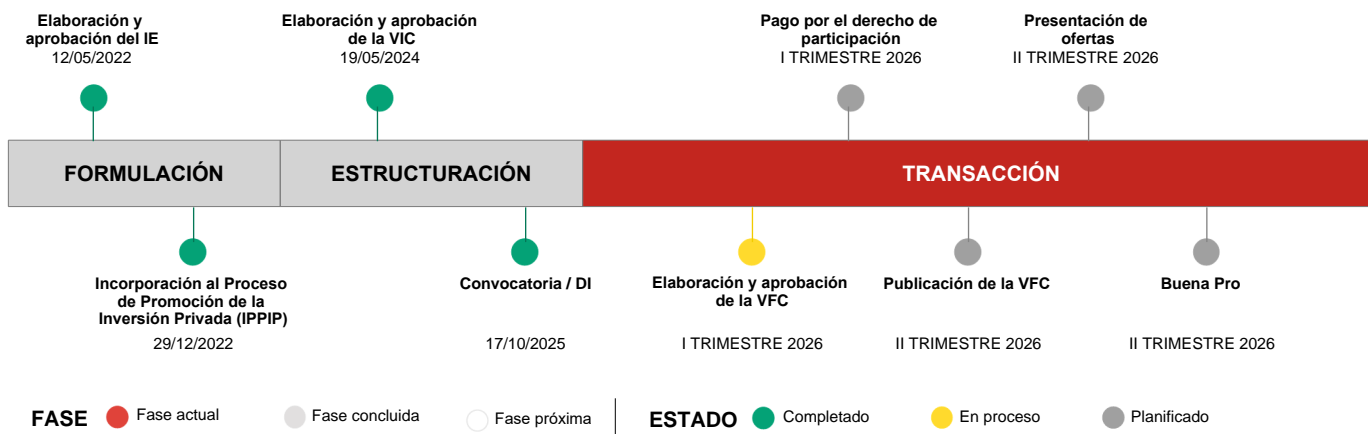 Elaboración y
aprobación del IE
12/05/2022
Elaboración y aprobación
de la VIC
19/05/2024
Pago por el derecho de
participación
I TRIMESTRE 2026
Presentación de
ofertas
II TRIMESTRE 2026
FORMULACIÓN
ESTRUCTURACIÓN
TRANSACCIÓN
Incorporación al Proceso
de Promoción de la
Inversión Privada (IPPIP)
29/12/2022
Convocatoria / DI
17/10/2025
Elaboración y aprobación
de la VFC
I TRIMESTRE 2026
Publicación de la VFC
II TRIMESTRE 2026
Buena Pro
II TRIMESTRE 2026
FASE
Fase actual
Fase concluida
Fase próxima
ESTADO
Completado
En proceso
Planificado